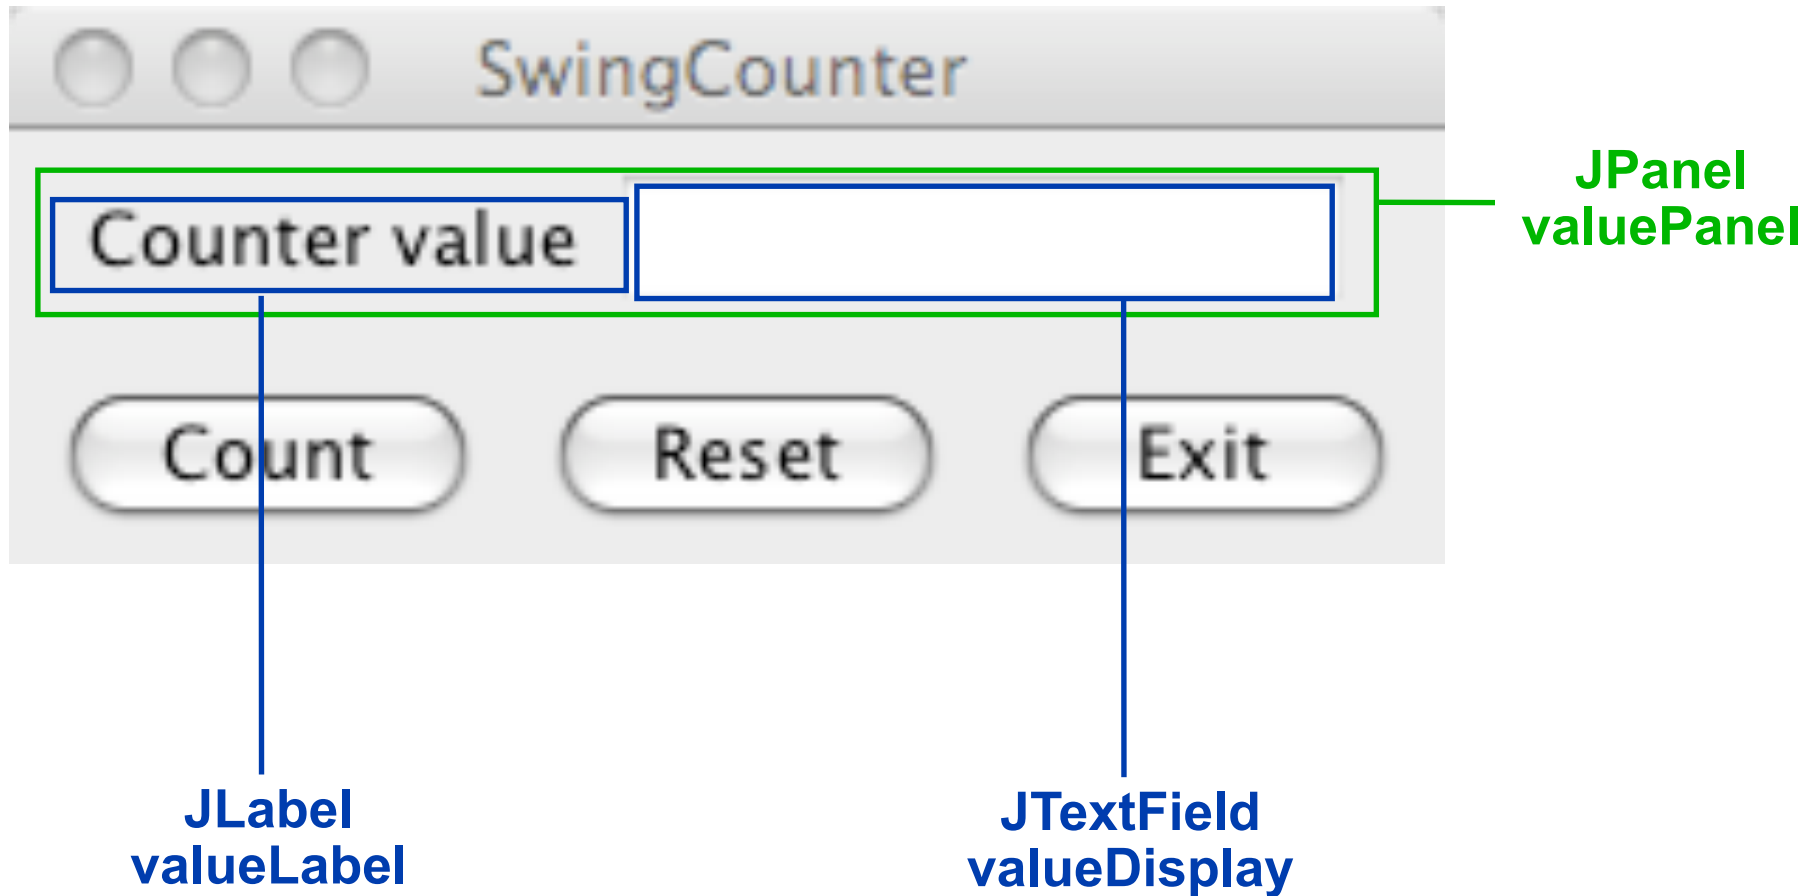 SwingCounter
JPanel
valuePanel
Counter value
Count
Reset
Exit
JLabel
valueLabel
JTextField
valueDisplay